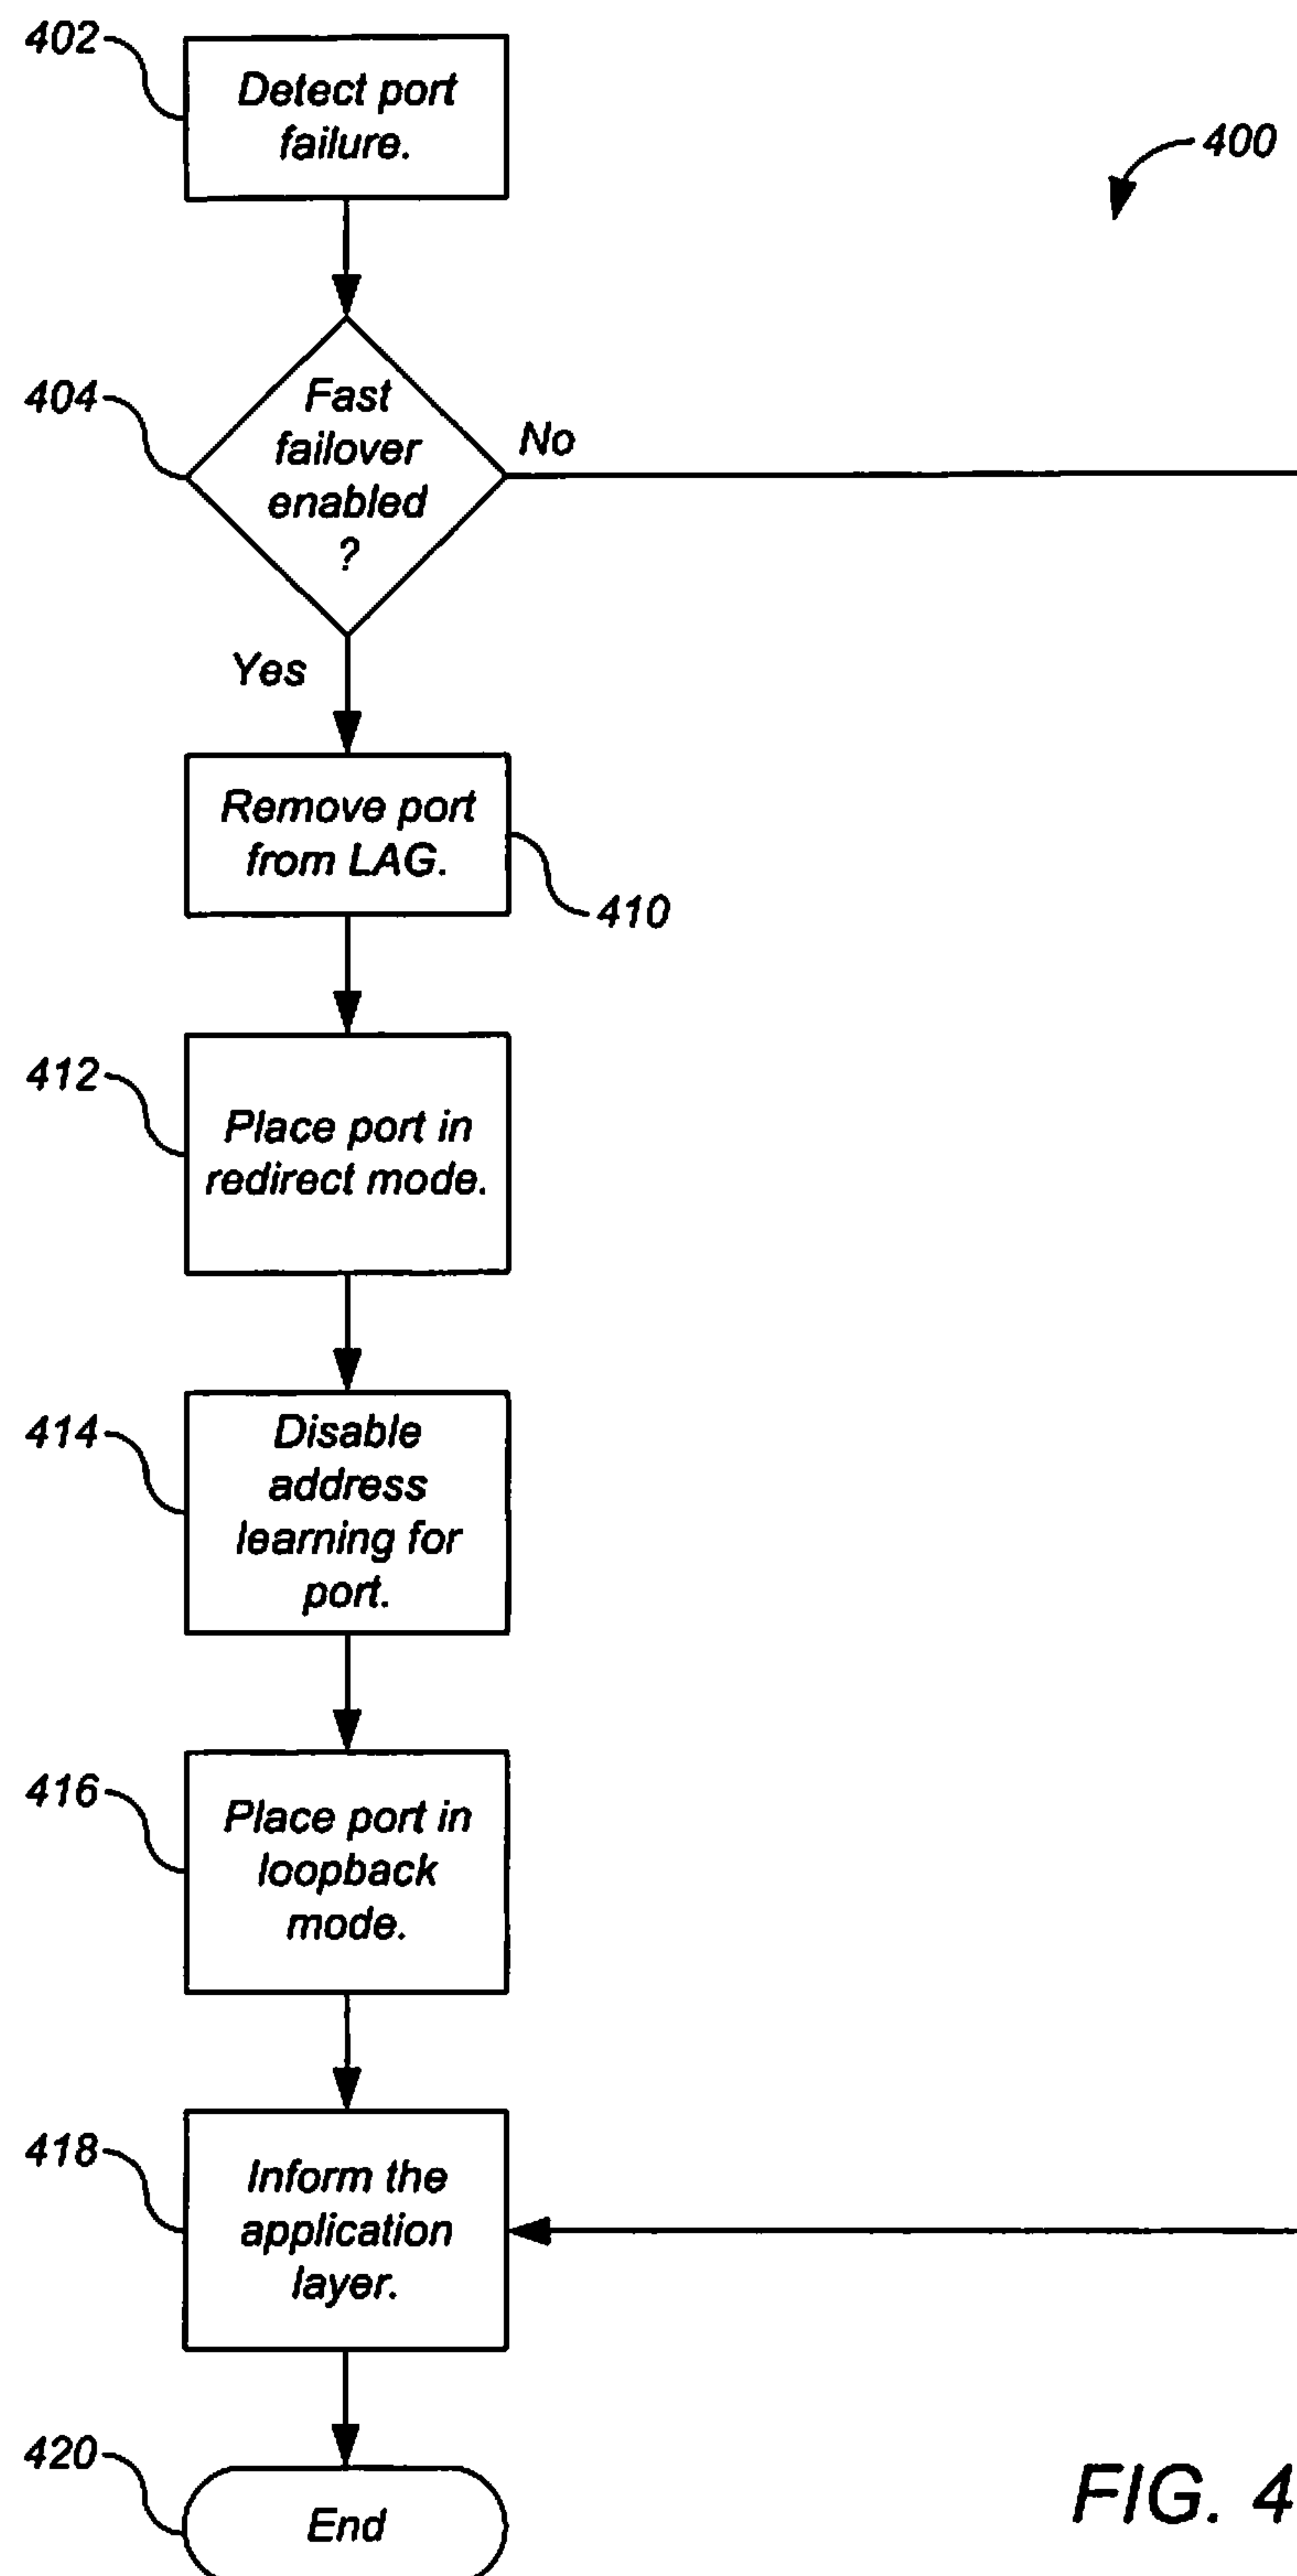 402
Detect port
failure.
400
404
Fast
failover
enabled
?
No
Yes
Remove port
from LAG.
410
412
Place port in
redirect mode.
414
Disable
address
learning for
port.
416
Place port in
loopback
mode.
418
Inform the
application
layer.
420
End
FIG. 4